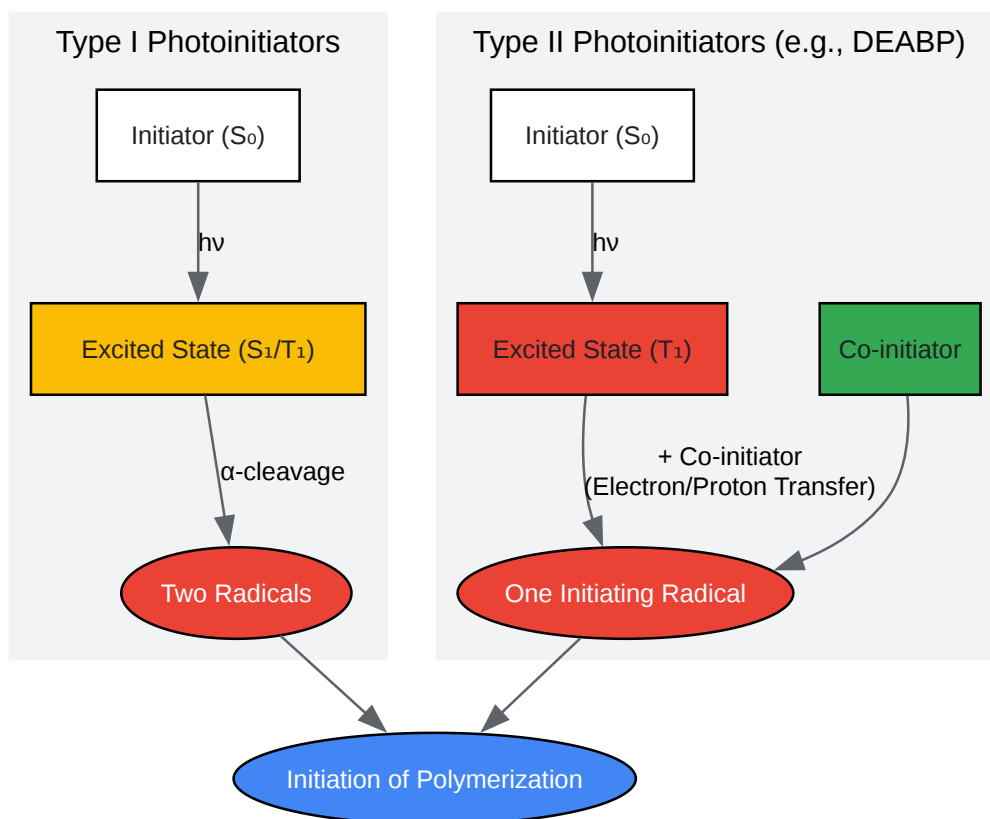 Type I Photoinitiators
Initiator (S₀)
hν
Excited State (S₁/T₁)
α-cleavage
Two Radicals
Type II Photoinitiators (e.g., DEABP)
Initiator (S₀)
hν
Excited State (T₁)
Co-initiator
+ Co-initiator
(Electron/Proton Transfer)
One Initiating Radical
Initiation of Polymerization